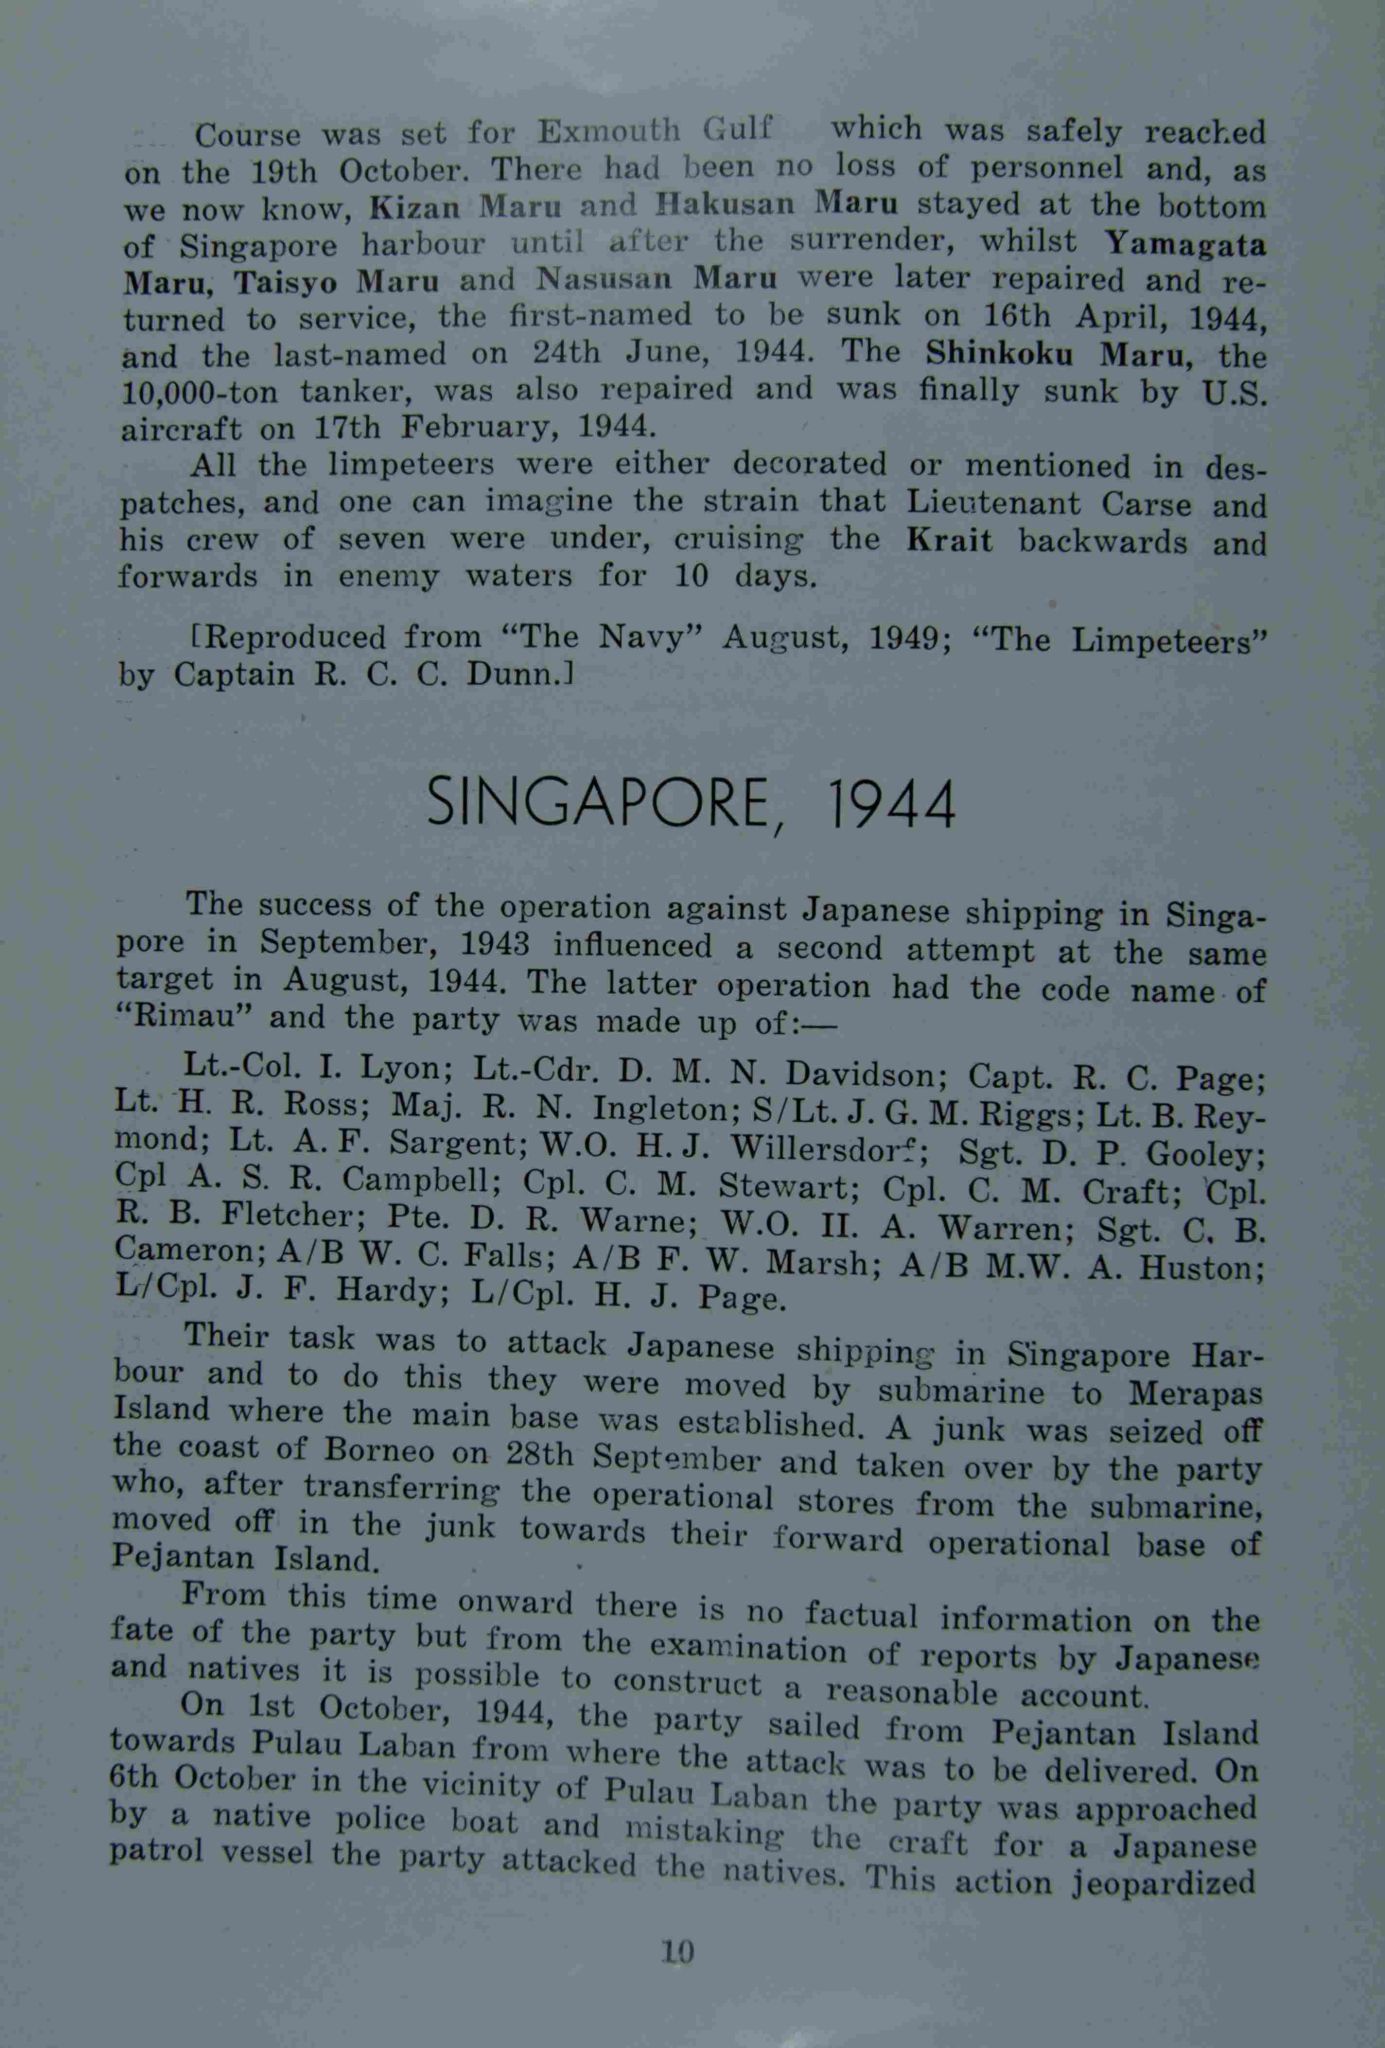 Course was set for Exmouth Gulf which was safely reached
on the 19th October. There had been no loss of personnel and, as
we now know, Kizan Maru and Hakusan Maru stayed at the bottom
of Singapore harbour until after the surrender, whilst Yamagata
Maru, Taisyo Maru and Nasusan Maru were later repaired and re-
turned to service, the first-named to be sunk on 16th April, 1944,
and the last-named on 24th June, 1944. The Shinkoku Maru, the
10,000-ton tanker, was also repaired and was finally sunk by U.S.
aircraft on 17th February, 1944.
All the limpeteers were either decorated or mentioned in des-
patches, and one can imagine the strain that Lieutenant Carse and
his crew of seven were under, cruising the Krait backwards and
forwards in enemy waters for 10 days.
[Reproduced from "The Navy" August, 1949; "The Limpeteers"
by Captain R. C. C. Dunn.]
SINGAPORE, 1944
The success of the operation against Japanese shipping in Singa-
pore in September, 1943 influenced a second attempt at the same
target in August, 1944. The latter operation had the code name of
"Rimau" and the party was made up of:—
Lt.-Col. I. Lyon; Lt.-Cdr. D. M. N. Davidson; Capt. R. C. Page;
Lt. H. R. Ross; Maj. R. N. Ingleton; S/Lt. J. G. M. Riggs; Lt. B. Rey-
mond; Lt. A. F. Sargent; W.O. H. J. Willersdorf; Sgt. D. P. Gooley;
Cpl A. S. R. Campbell; Cpl. C. M. Stewart; Cpl. C. M. Craft; Cpl.
R. B. Fletcher; Pte. D. R. Warne; W.O. II. A. Warren; Sgt. C. B.
Cameron; A/B W. C. Falls; A/B F. W. Marsh; A/B M.W. A. Huston;
L/Cpl. J. F. Hardy; L/Cpl. H. J. Page.
Their task was to attack Japanese shipping in Singapore Har-
bour and to do this they were moved by submarine to Merapas
Island where the main base was established. A junk was seized off
the coast of Borneo on 28th September and taken over by the party
who, after transferring the operational stores from the submarine,
moved off in the junk towards their forward operational base of
Pejantan Island.
From this time onward there is no factual information on the
fate of the party but from the examination of reports by Japanese
and natives it is possible to construct a reasonable account.
On 1st October, 1944, the party sailed from Pejantan Island
towards Pulau Laban from where the attack was to be delivered. On
6th October in the vicinity of Pulau Laban the party was approached
by a native police boat and mistaking the craft for a Japanese
patrol vessel the party attacked the natives. This action jeopardized
10